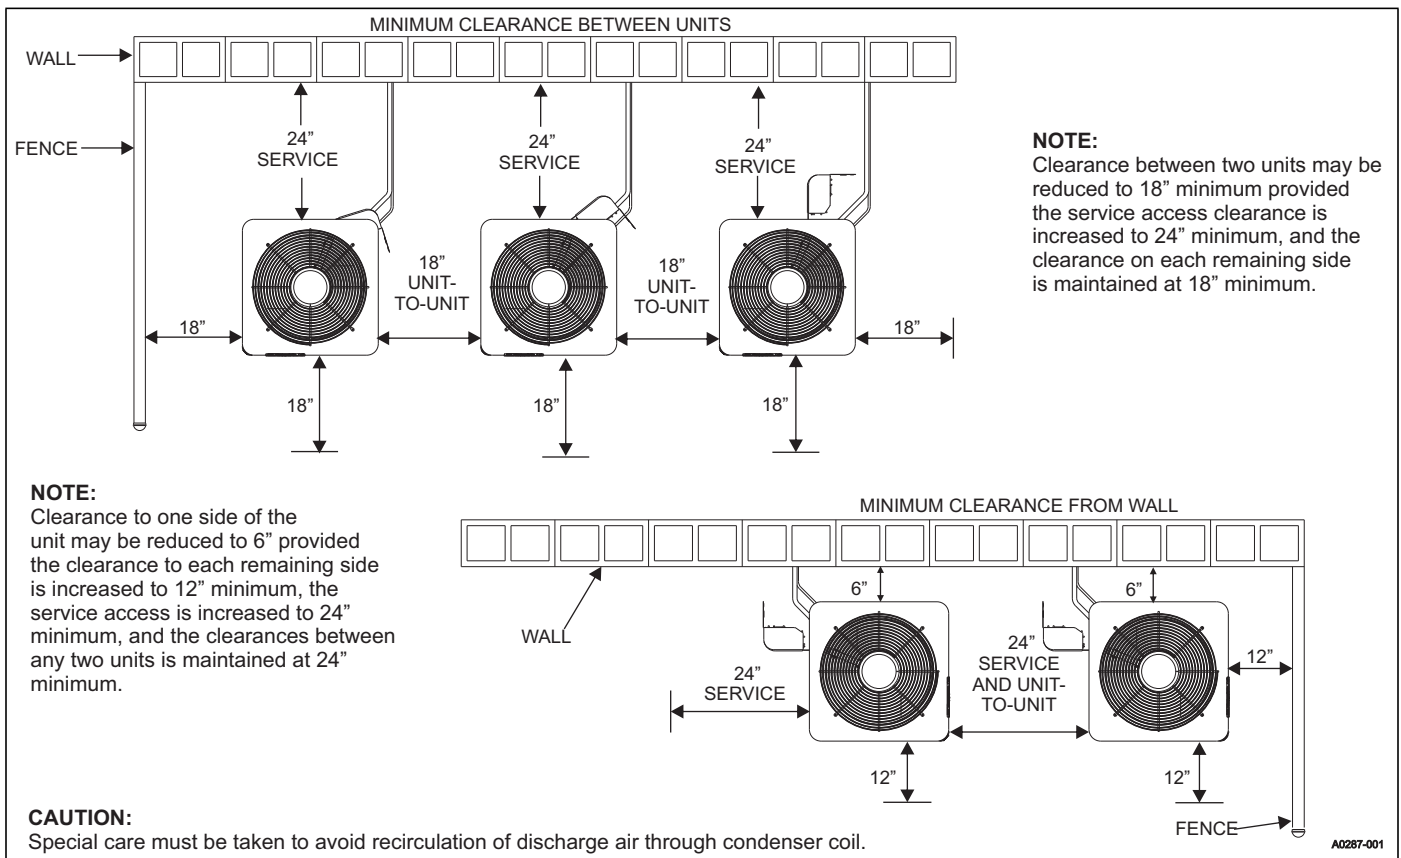 MINIMUM CLEARANCE BETWEEN UNITS
WALL
FENCE
24”
SERVICE
24”
SERVICE
24”
SERVICE
18”
UNIT-
TO-UNIT
18”
UNIT-
TO-UNIT
18”
18”
18”
18”
18”
NOTE:
Clearance between two units may be
reduced to 18” minimum provided
the service access clearance is
increased to 24” minimum, and the
clearance on each remaining side
is maintained at 18” minimum.
NOTE:
Clearance to one side of the
unit may be reduced to 6” provided
the clearance to each remaining side
is increased to 12” minimum, the
service access is increased to 24”
minimum, and the clearances between
any two units is maintained at 24”
minimum.
MINIMUM CLEARANCE FROM WALL
WALL
6”
6”
24”
SERVICE
24”
SERVICE
AND UNIT-
TO-UNIT
12”
12”
12”
FENCE
CAUTION:
Special care must be taken to avoid recirculation of discharge air through condenser coil.
A0287-001